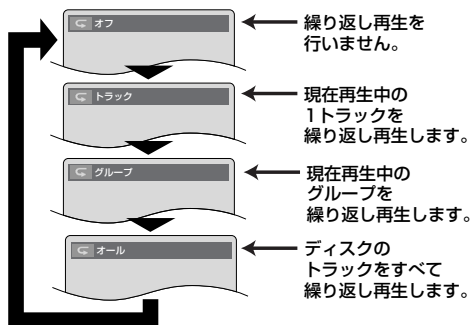 オフ
繰り返し再生を
行いません。
トラック
現在再生中の
1トラックを
繰り返し再生します。
グループ
現在再生中の
グループを
繰り返し再生します。
オール
ディスクの
トラックをすべて
繰り返し再生します。